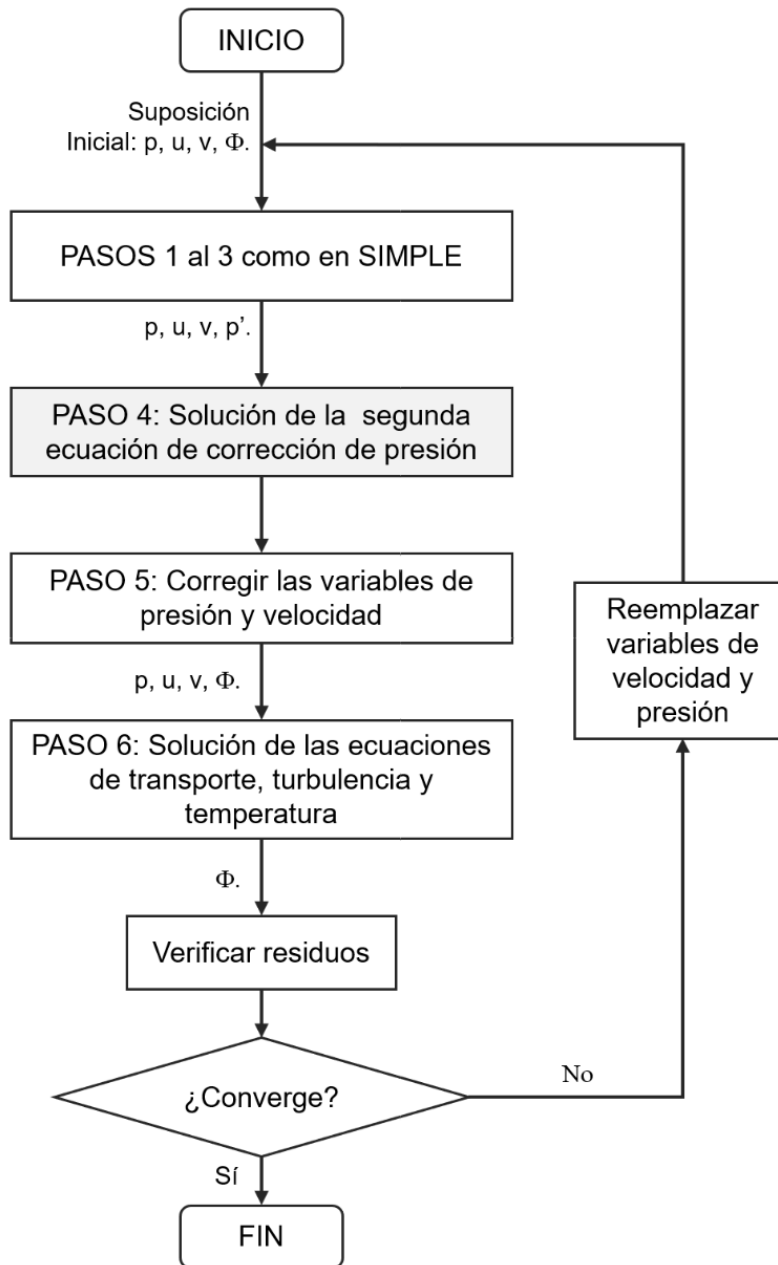 INICIO
Suposición
Inicial: p, u, v, Φ.
PASOS 1 al 3 como en SIMPLE
p, u, v, p’.
PASO 4: Solución de la segunda
ecuación de corrección de presión
PASO 5: Corregir las variables de
presión y velocidad
p, u, v, Φ.
PASO 6: Solución de las ecuaciones
de transporte, turbulencia y
temperatura
Φ.
Verificar residuos
¿Converge?
No
Reemplazar
variables de
velocidad y
presión
Sí
FIN